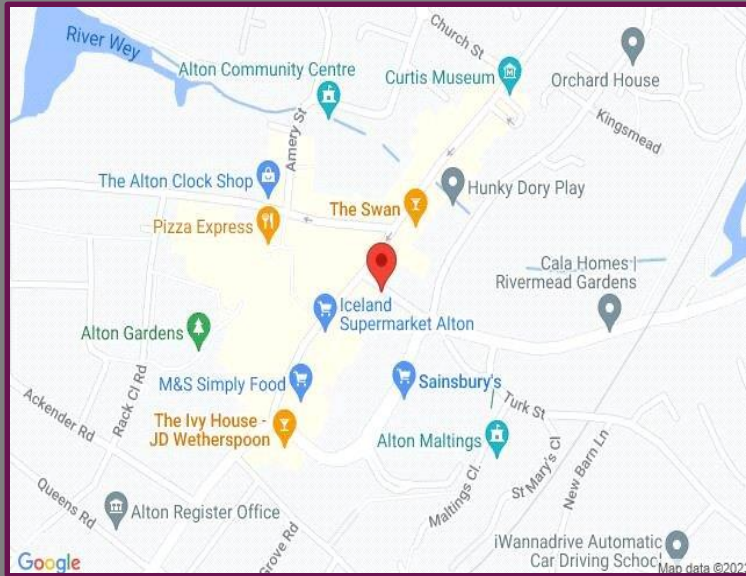 River Wey
Church St
Alton Community Centre
Curtis Museum
Orchard House
Amery St
Kingsmead
The Alton Clock Shop
Hunky Dory Play
The Swan
Pizza Express
Cala Homes |
Rivermead Gardens
Iceland
Supermarket Alton
Alton Gardens
Rack Cl Rd
M&S Simply Food
Sainsbury's
Ackender Rd
Turk St
The Ivy House -
JD Wetherspoon
Alton Maltings
St Mary's Cl
New Barn Ln
Maltings Cl.
Queens Rd
Alton Register Office
Grove Rd
iWannadrive Automatic
Car Driving School
Google
Map data